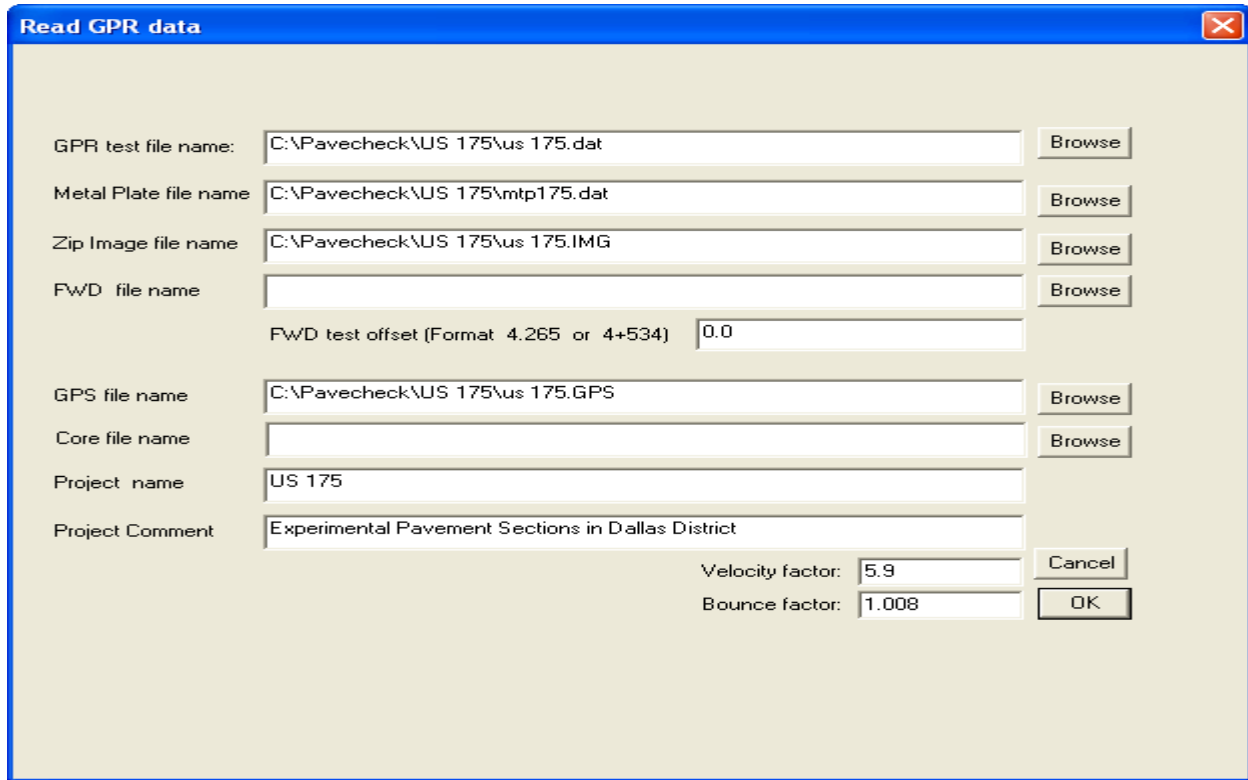 Read GPR data
GPR test file name: C:\Pavecheck\US 175\us 175.dat Browse
Metal Plate file name C:\Pavecheck\US 175\mtp175.dat Browse
Zip Image file name C:\Pavecheck\US 175\us 175.IMG Browse
FWD file name Browse
FWD test offset (Format 4.265 or 4+534) 0.0
GPS file name C:\Pavecheck\US 175\us 175.GPS Browse
Core file name Browse
Project name US 175
Project Comment Experimental Pavement Sections in Dallas District
Velocity factor: 5.9 Cancel
Bounce factor: 1.008 OK